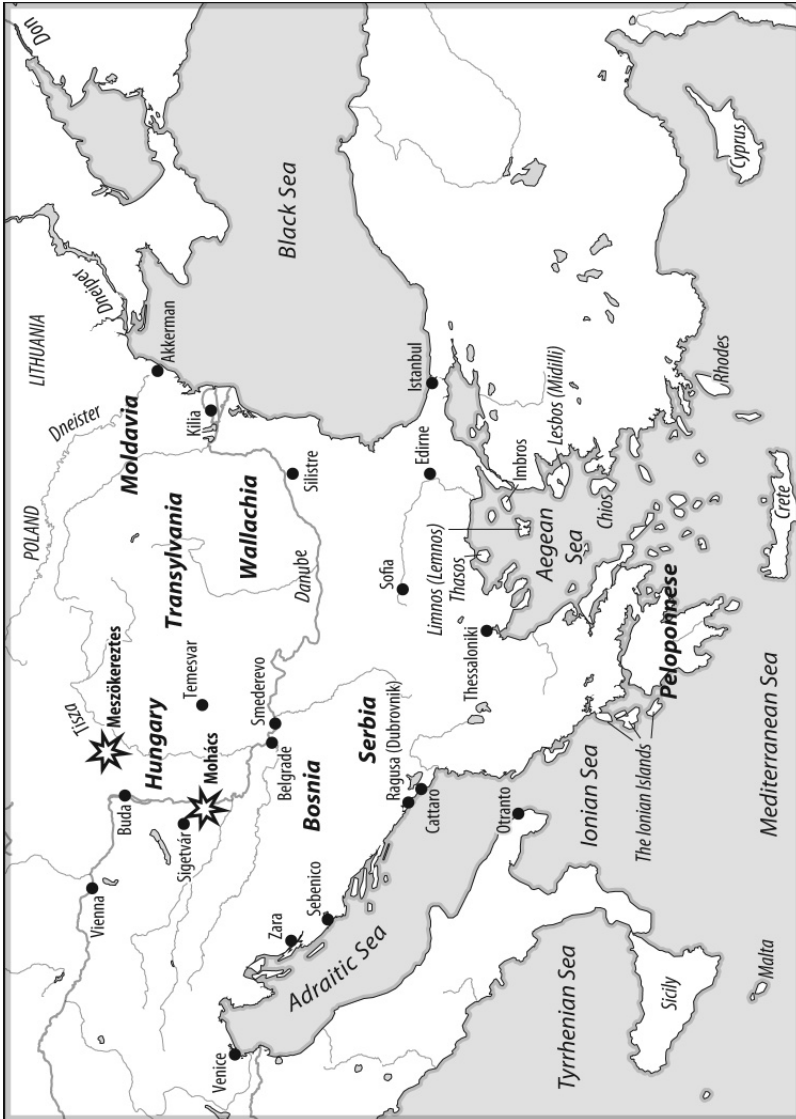 Don
LITHUANIA
Dneiper
POLAND
Dneister
Akkerman
Moldavia
Kilia
Black Sea
Tisza
Meszökereztes
Transylvania
Wallachia
Silistre
Danube
Hungary
Temesvar
Smederevo
Belgrade
Buda
Mohács
Sigetvár
Vienna
Bosnia
Serbia
Sofia
Edirne
Istanbul
Zara
Sebenico
Ragusa (Dubrovnik)
Cattaro
Venice
Adraitic Sea
Thessaloniki
Limnos (Lemnos)
Thasos
Imbros
Lesbos (Midilli)
Aegean
Sea
Chios
Otranto
Ionian Sea
The Ionian Islands
Peloponnese
Rhodes
Cyprus
Crete
Tyrrhenian Sea
Sicily
Malta
Mediterranean Sea